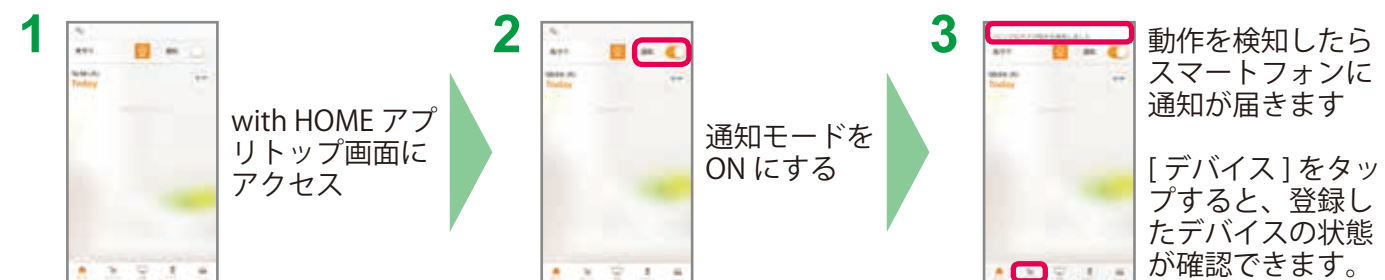 1
with HOME アプ
リトップ画面に
アクセス
2
通知モードを
ON にする
3
動作を検知したら
スマートフォンに
通知が届きます
[ デバイス ] をタッ
プすると、登録し
たデバイスの状態
が確認できます。
Today
Today
Today